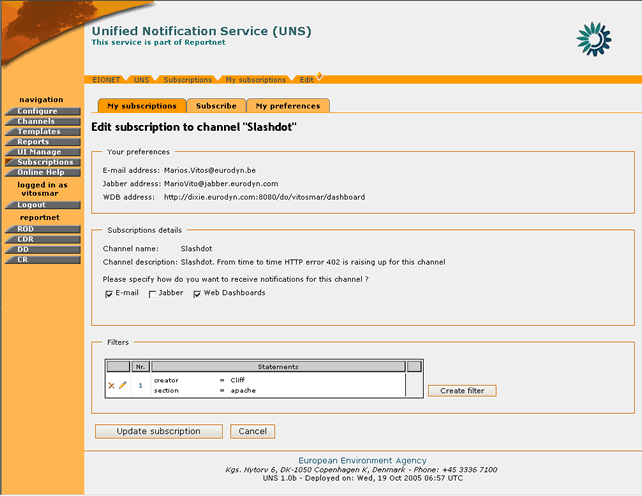 Unified Notification Service (UNS)
This service is part of Reportnet
EIONET UNS Subscriptions My subscriptions Edit
navigation
Configure
Channels
Templates
Reports
UI Manage
Subscriptions
Online Help
logged in as
vitosmar
Logout
reportnet
ROD
CDR
DD
CR
My subscriptions Subscribe My preferences
Edit subscription to channel "Slashdot"
Your preferences
E-mail address: Marios.Vitos@eurodyn.be
Jabber address: MarioVito@jabber.eurodyn.com
WDB address: http://dixie.eurodyn.com:8080/do/vitosmar/dashboard
Subscriptions details
Channel name: Slashdot
Channel description: Slashdot. From time to time HTTP error 402 is raising up for this channel
Please specify how do you want to receive notifications for this channel ?
E-mail Jabber Web Dashboards
Filters
Nr. Statements
1 creator = Cliff
section = apache
Create filter
Update subscription Cancel
European Environment Agency
Kgs. Nytorv 6, DK-1050 Copenhagen K, Denmark - Phone: +45 3336 7100
UNS 1.0b - Deployed on: Wed, 19 Oct 2005 06:57 UTC